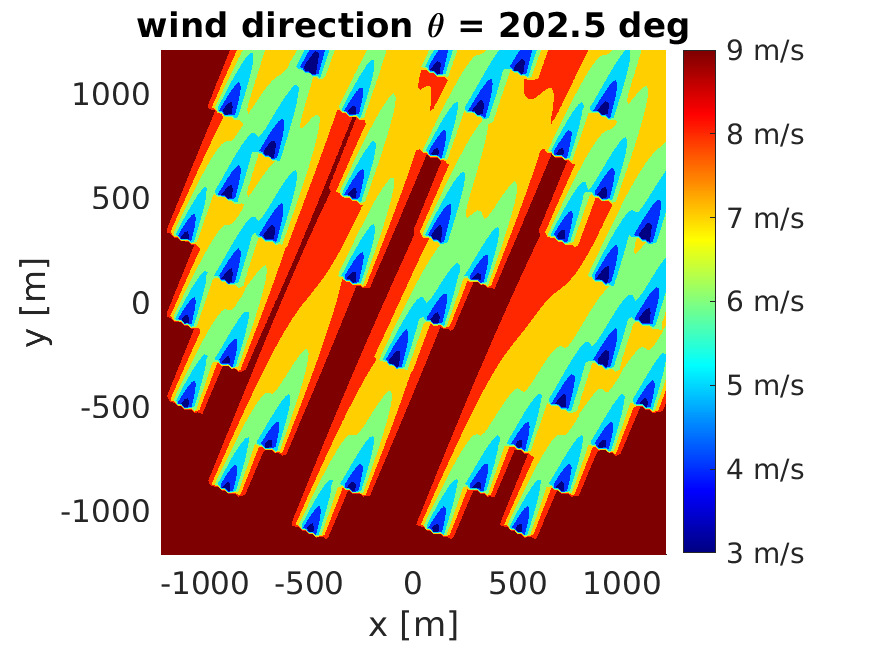 wind direction θ = 202.5 deg
9 m/s
8 m/s
7 m/s
6 m/s
5 m/s
4 m/s
3 m/s
1000
500
0
-500
-1000
y [m]
-1000 -500 0 500 1000
x [m]